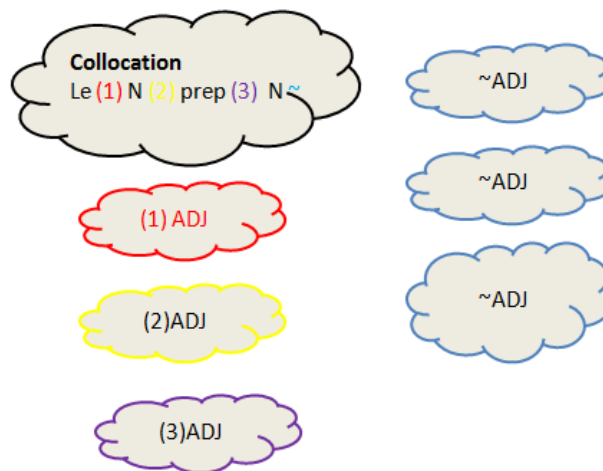 Collocation
Le (1) N (2) prep (3) N ~
(1) ADJ
(2)ADJ
(3)ADJ
~ADJ
~ADJ
~ADJ